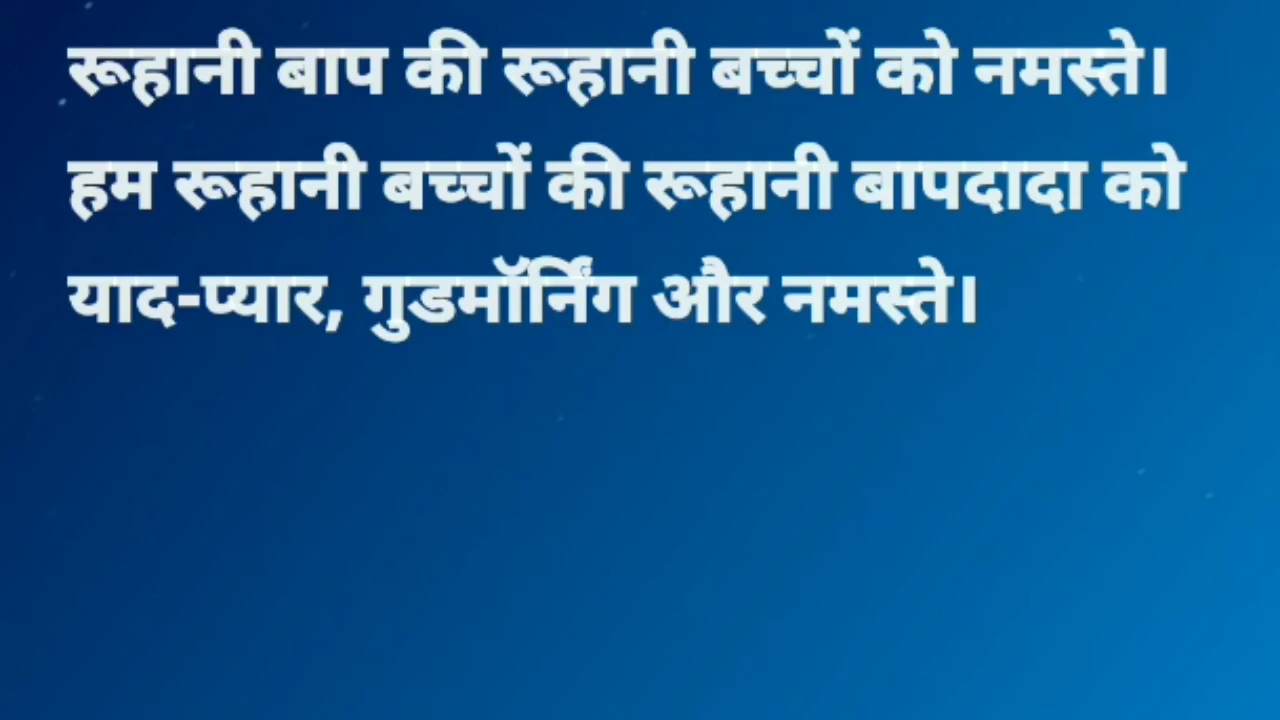 रूहानी बाप की रूहानी बच्चों को नमस्ते।
हम रूहानी बच्चों की रूहानी बापदादा को
याद-प्यार, गुडमॉर्निंग और नमस्ते।